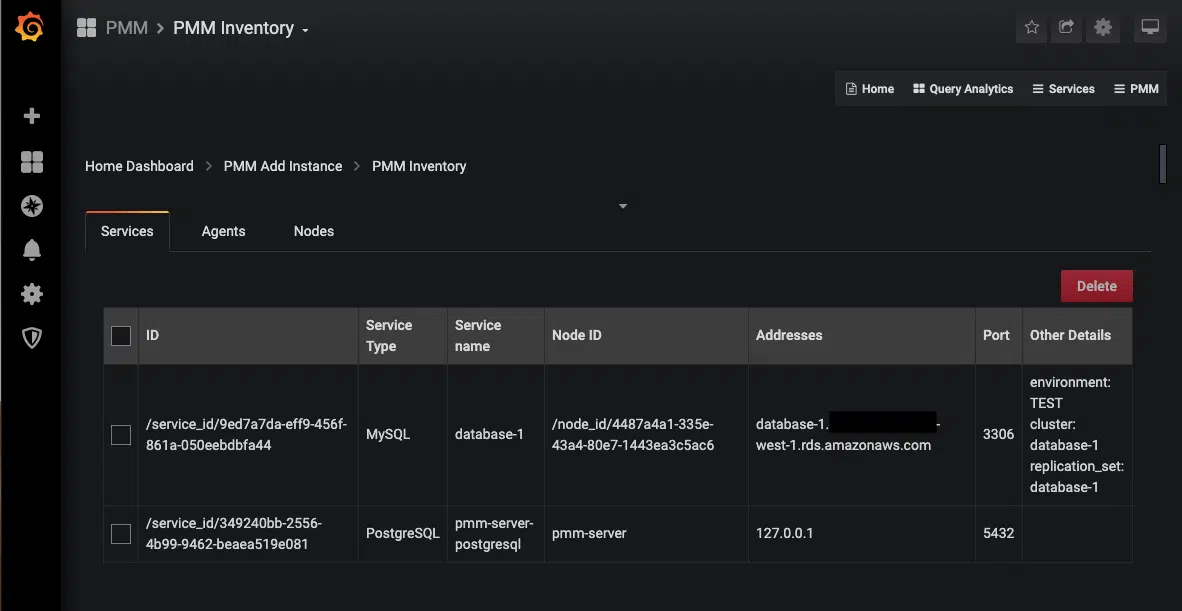 PMM > PMM Inventory
Home Query Analytics Services PMM
Home Dashboard > PMM Add Instance > PMM Inventory
Services Agents Nodes
Delete
ID
Service
Type
Service
name
Node ID
Addresses
Port
Other Details
/service_id/9ed7a7da-eff9-456f-
861a-050eebdbfa44
MySQL
database-1
/node_id/4487a4a1-335e-
43a4-80e7-1443ea3c5ac6
database-1. -
west-1.rds.amazonaws.com
3306
environment:
TEST
cluster:
database-1
replication_set:
database-1
/service_id/349240bb-2556-
4b99-9462-beaea519e081
PostgreSQL
pmm-server-
postgresql
pmm-server
127.0.0.1
5432